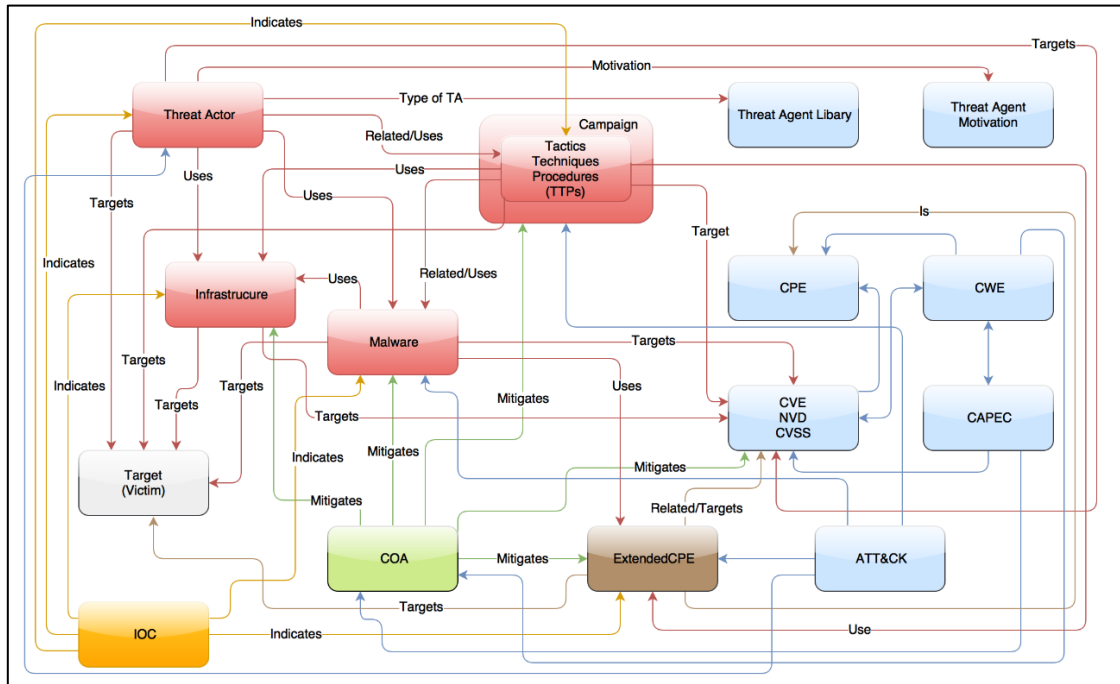 Indicates
Targets
Motivation
Threat Actor
Type of TA
Threat Agent Libary
Threat Agent
Motivation
Campaign
Related/Uses
Tactics
Techniques
Procedures
(TTPs)
Uses
Uses
Uses
Targets
Is
Target
Indicates
Related/Uses
Uses
Infrastrucure
CPE
CWE
Malware
Targets
Targets
Indicates
Targets
Targets
Uses
Mitigates
Targets
CVE
NVD
CVSS
CAPEC
Mitigates
Indicates
Mitigates
Target
(Victim)
Mitigates
Related/Targets
COA
Mitigates
ExtendedCPE
ATT&CK
Targets
IOC
Indicates
Use